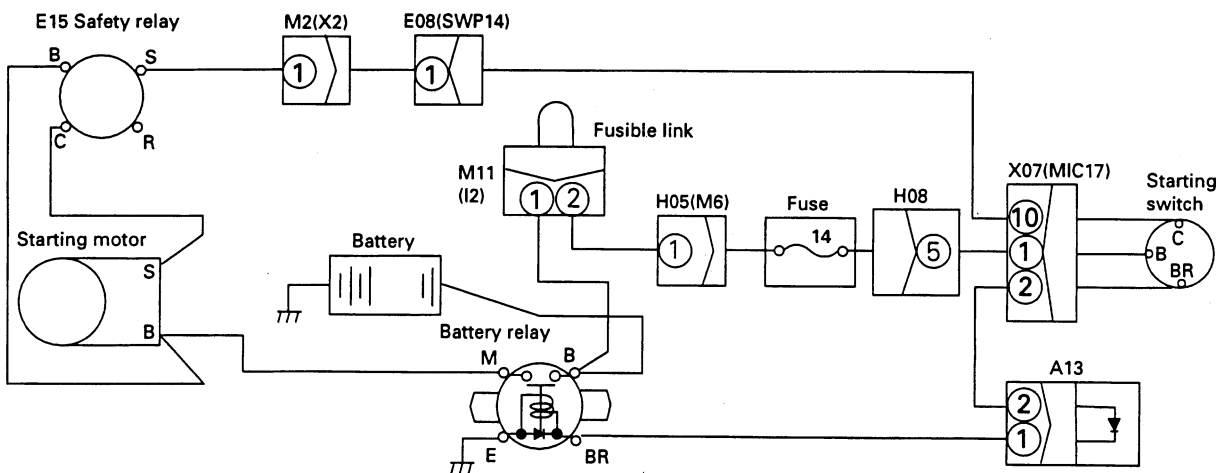 E15 Safety relay
M2(X2)
E08(SWP14)
B
S
1
1
C
R
Fusible link
M11
(I2)
1
2
H05(M6)
Fuse
H08
X07(MIC17)
Starting
switch
1
14
5
10
1
2
C
B
BR
Starting motor
S
B
Battery
Battery relay
M
B
E
BR
A13
2
1